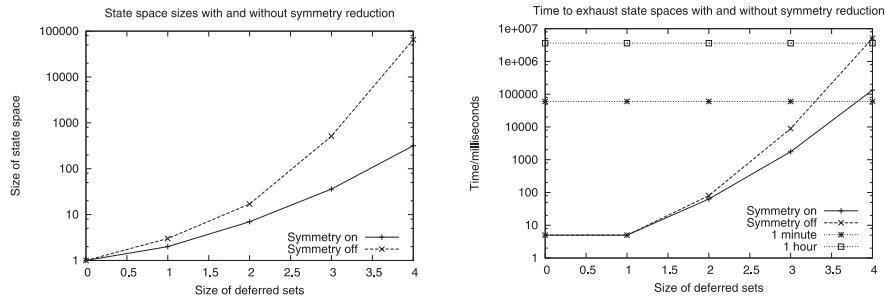 State space sizes with and without symmetry reduction
100000
10000
1000
100
10
1
Size of state space
Symmetry on
Symmetry off
0 0.5 1 1.5 2 2.5 3 3.5 4
Size of deferred sets
Time to exhaust state spaces with and without symmetry reduction
1e+007
1e+006
100000
10000
1000
100
10
1
Time/milliseconds
Symmetry on
Symmetry off
1 minute
1 hour
0 0.5 1 1.5 2 2.5 3 3.5 4
Size of deferred sets